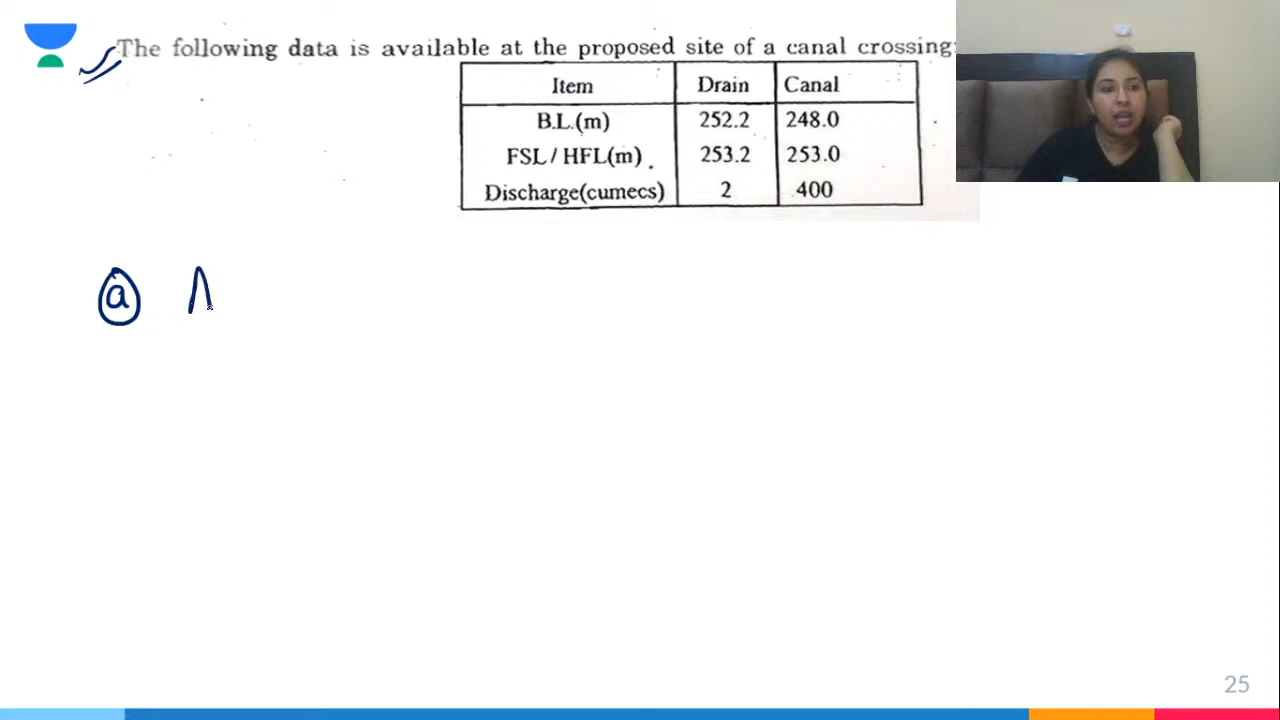 The following data is available at the proposed site of a canal crossing:
Item Drain Canal
B.L.(m) 252.2 248.0
FSL/HFL(m) 253.2 253.0
Discharge(cumecs) 2 400
a
25